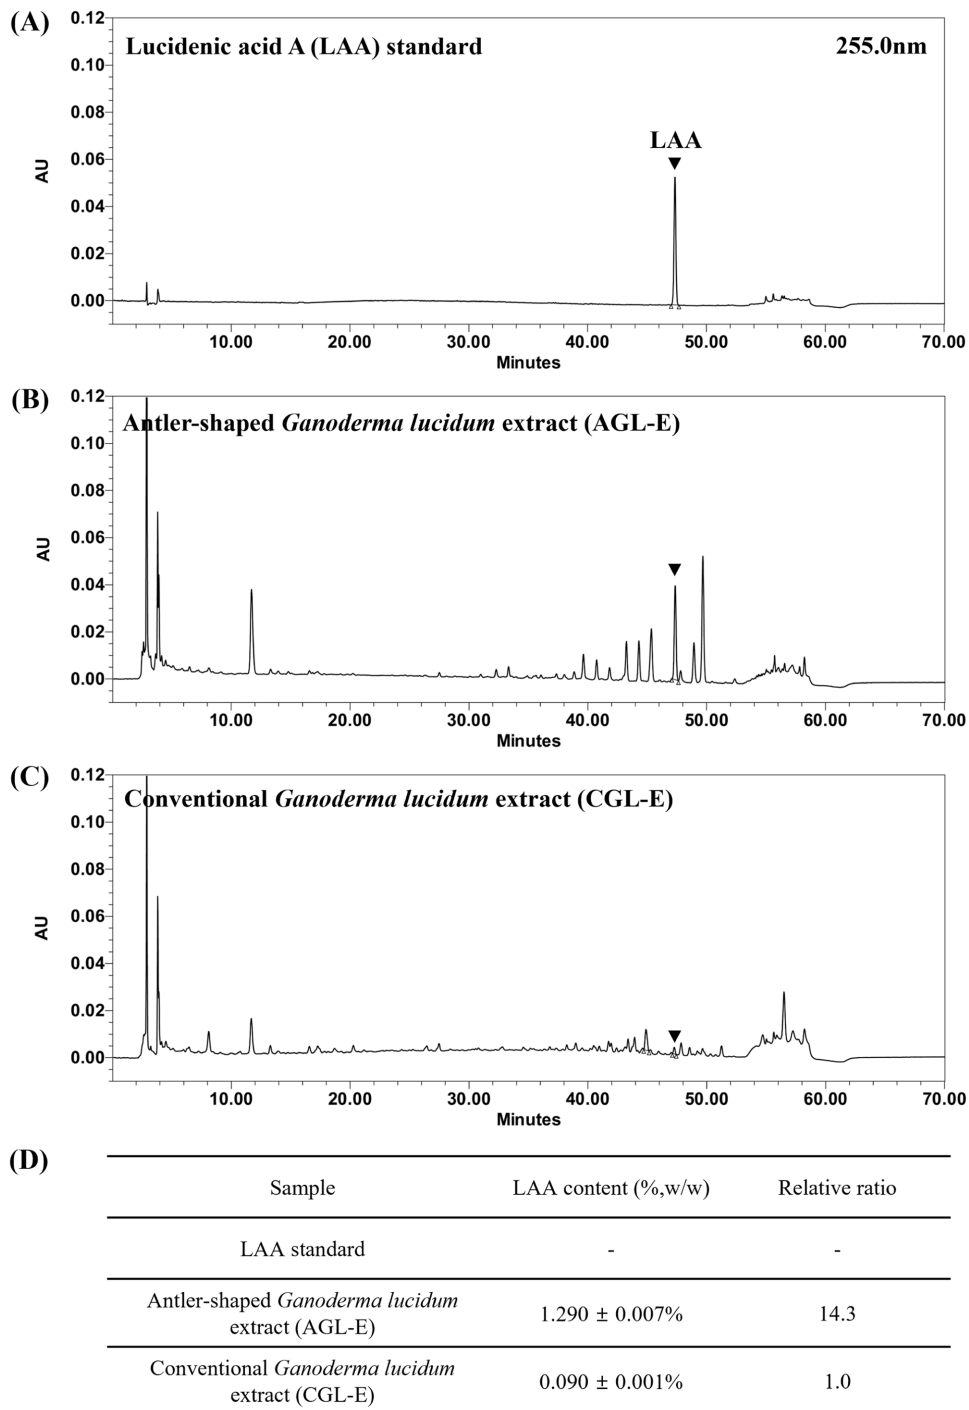 (A)
0.12
Lucidenic acid A (LAA) standard 255.0nm
0.10
0.08
LAA
0.06
AU
0.04
0.02
0.00
10.00 20.00 30.00 40.00 50.00 60.00 70.00
Minutes
(B)
0.12
Antler-shaped Ganoderma lucidum extract (AGL-E)
0.10
0.08
0.06
AU
0.04
0.02
0.00
10.00 20.00 30.00 40.00 50.00 60.00 70.00
Minutes
(C)
0.12
Conventional Ganoderma lucidum extract (CGL-E)
0.10
0.08
0.06
AU
0.04
0.02
0.00
10.00 20.00 30.00 40.00 50.00 60.00 70.00
Minutes
(D)
Sample LAA content (%,w/w) Relative ratio
LAA standard - -
Antler-shaped Ganoderma lucidum
extract (AGL-E) 1.290 ± 0.007% 14.3
Conventional Ganoderma lucidum
extract (CGL-E) 0.090 ± 0.001% 1.0